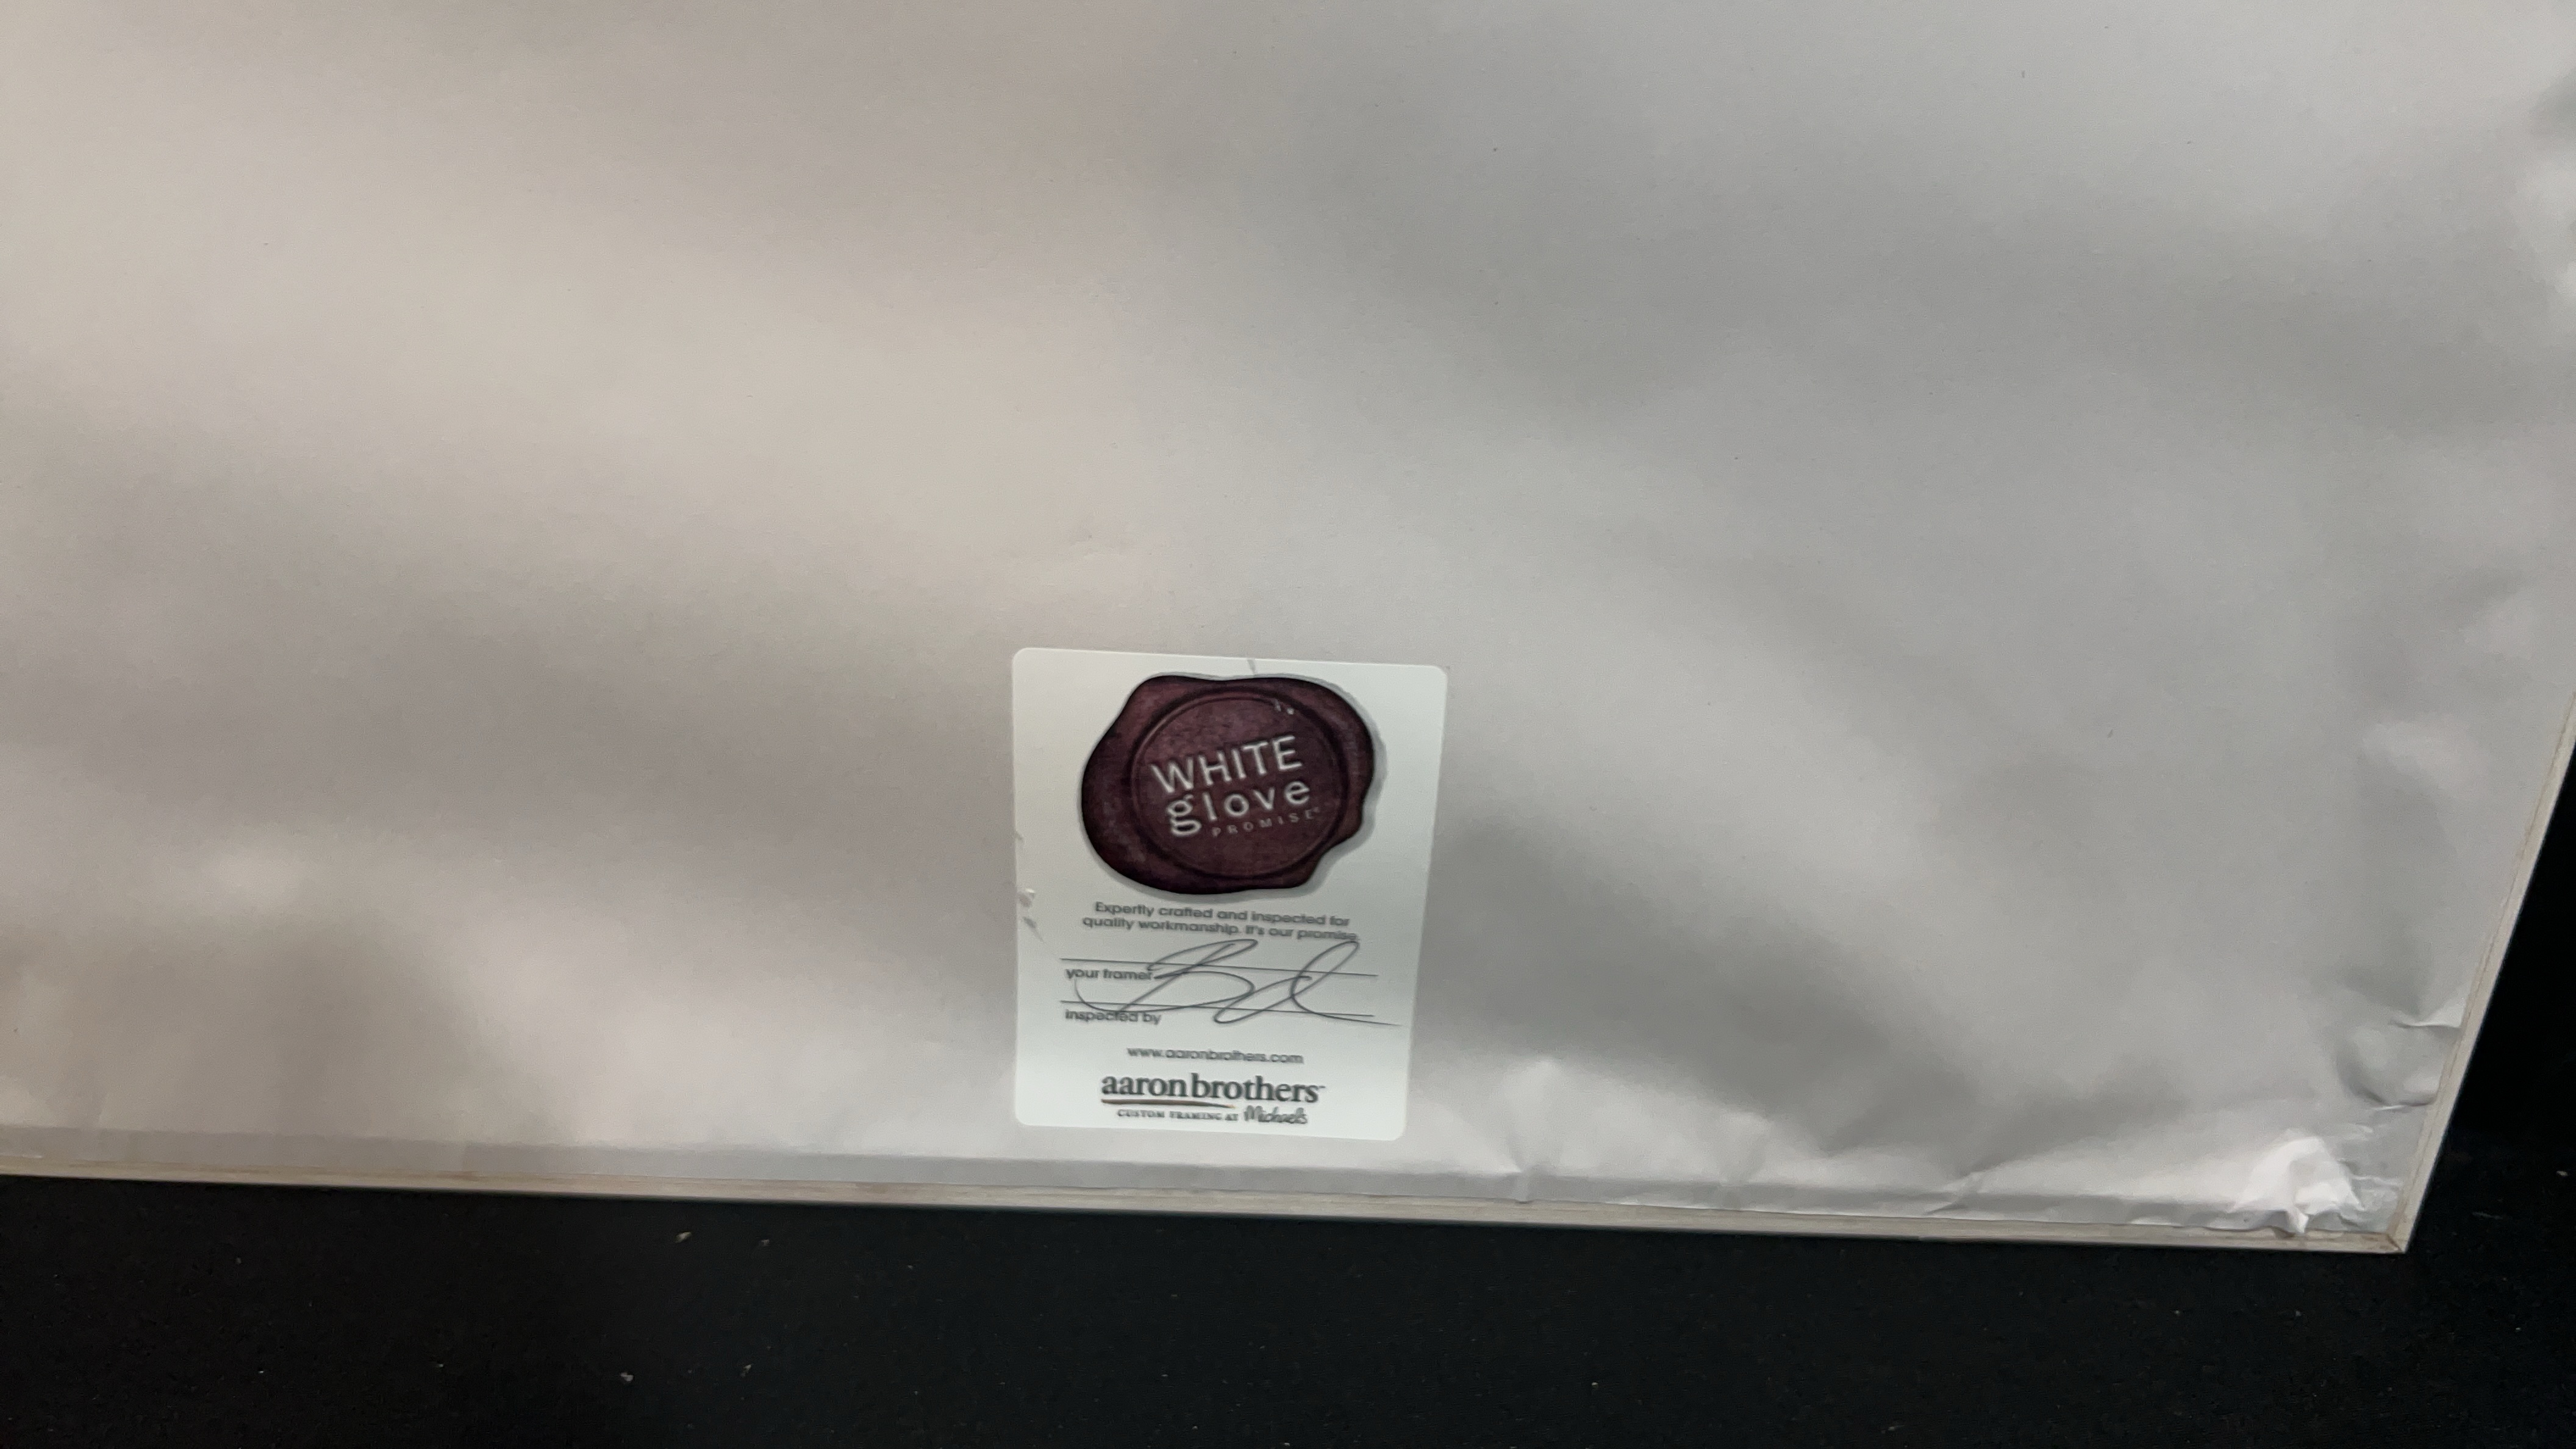 WHITE
glove
PROMISE
Expertly crafted and inspected for
quality workmanship. It's our promise.
your framer
inspected by
www.aaronbrothers.com
aaronbrothers
CUSTOM FRAMING AT Michaels